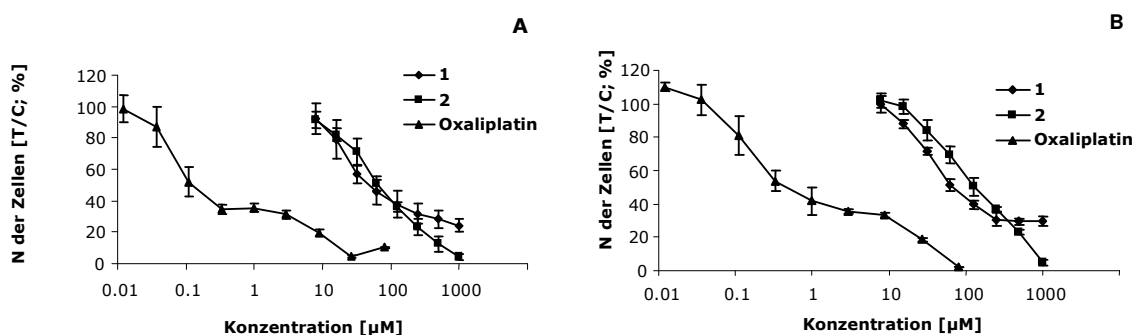 A
N der Zellen [T/C; %]
120
100
80
60
40
20
0
0.01 0.1 1 10 100 1000
Konzentration [µM]
1
2
Oxaliplatin
B
N der Zellen [T/C; %]
120
100
80
60
40
20
0
0.01 0.1 1 10 100 1000
Konzentration [µM]
1
2
Oxaliplatin